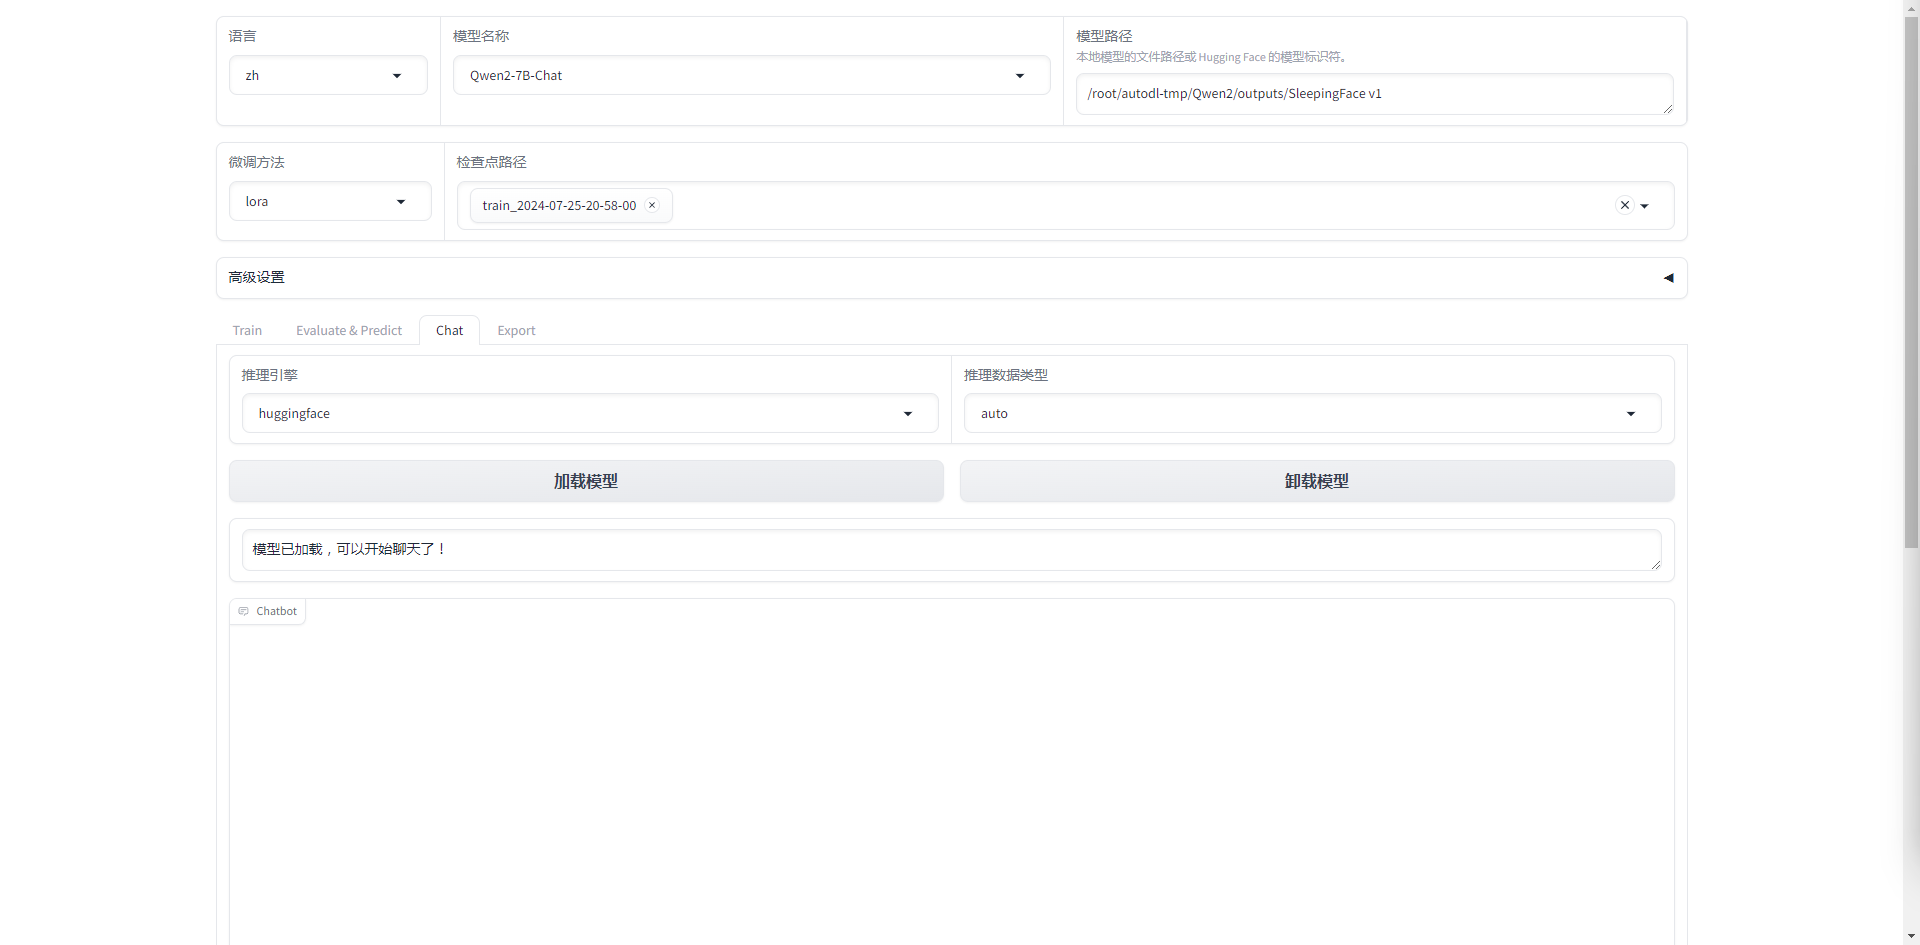 语言
zh
模型名称
Qwen2-7B-Chat
模型路径
本地模型的文件路径或 Hugging Face 的模型标识符。
/root/autodl-tmp/Qwen2/outputs/SleepingFace v1
微调方法
lora
检查点路径
train_2024-07-25-20-58-00
高级设置
Train Evaluate & Predict Chat Export
推理引擎
huggingface
推理数据类型
auto
加载模型
卸载模型
模型已加载，可以开始聊天了！
Chatbot